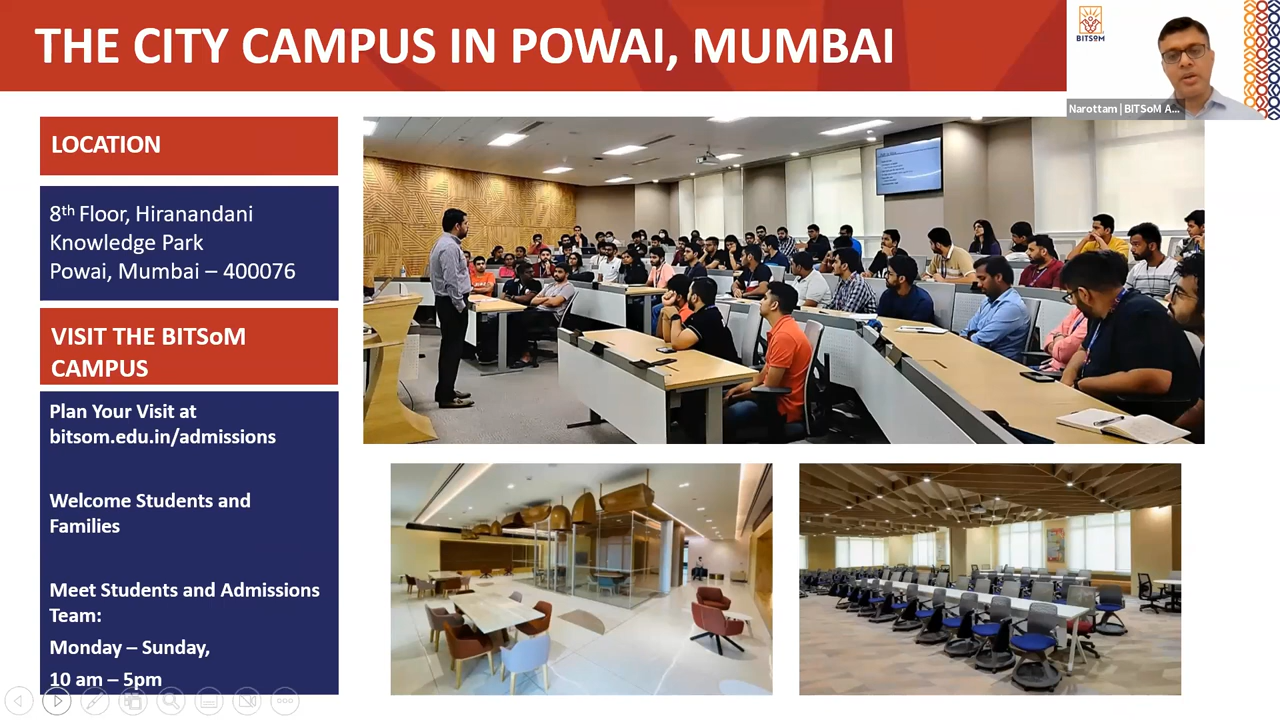 THE CITY CAMPUS IN POWAI, MUMBAI
BITSoM
Narottam | BITSoM A...
LOCATION
8th Floor, Hiranandani
Knowledge Park
Powai, Mumbai – 400076
VISIT THE BITSoM
CAMPUS
Plan Your Visit at
bitsom.edu.in/admissions
Welcome Students and
Families
Meet Students and Admissions
Team:
Monday – Sunday,
10 am – 5pm